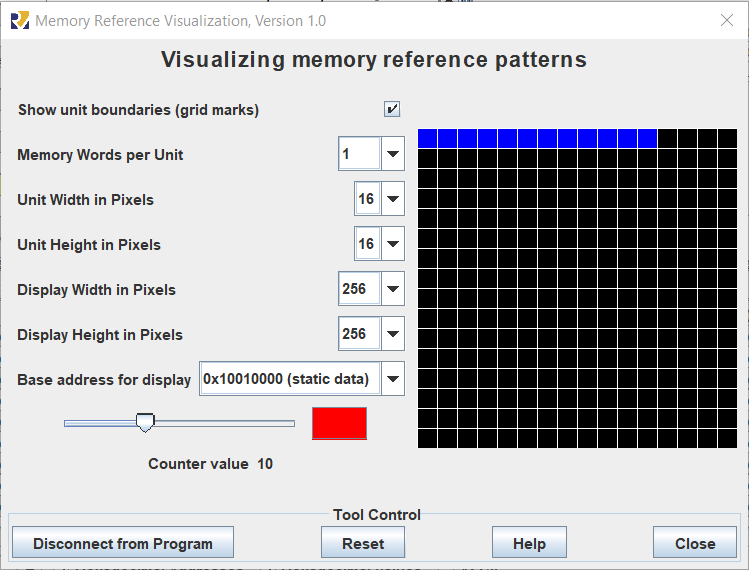 Memory Reference Visualization, Version 1.0
Visualizing memory reference patterns
Show unit boundaries (grid marks)
Memory Words per Unit 1
Unit Width in Pixels 16
Unit Height in Pixels 16
Display Width in Pixels 256
Display Height in Pixels 256
Base address for display 0x10010000 (static data)
Counter value 10
Tool Control
Disconnect from Program Reset Help Close